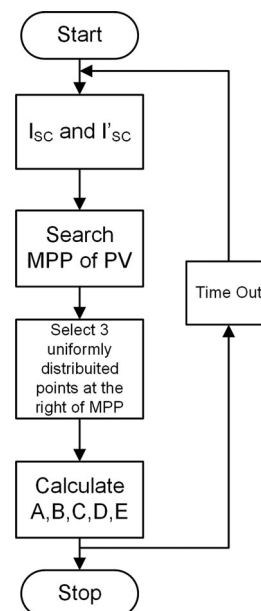 Start
I_SC and I'_SC
Search
MPP of PV
Time Out
Select 3
uniformly
distribuited
points at the
right of MPP
Calculate
A,B,C,D,E
Stop